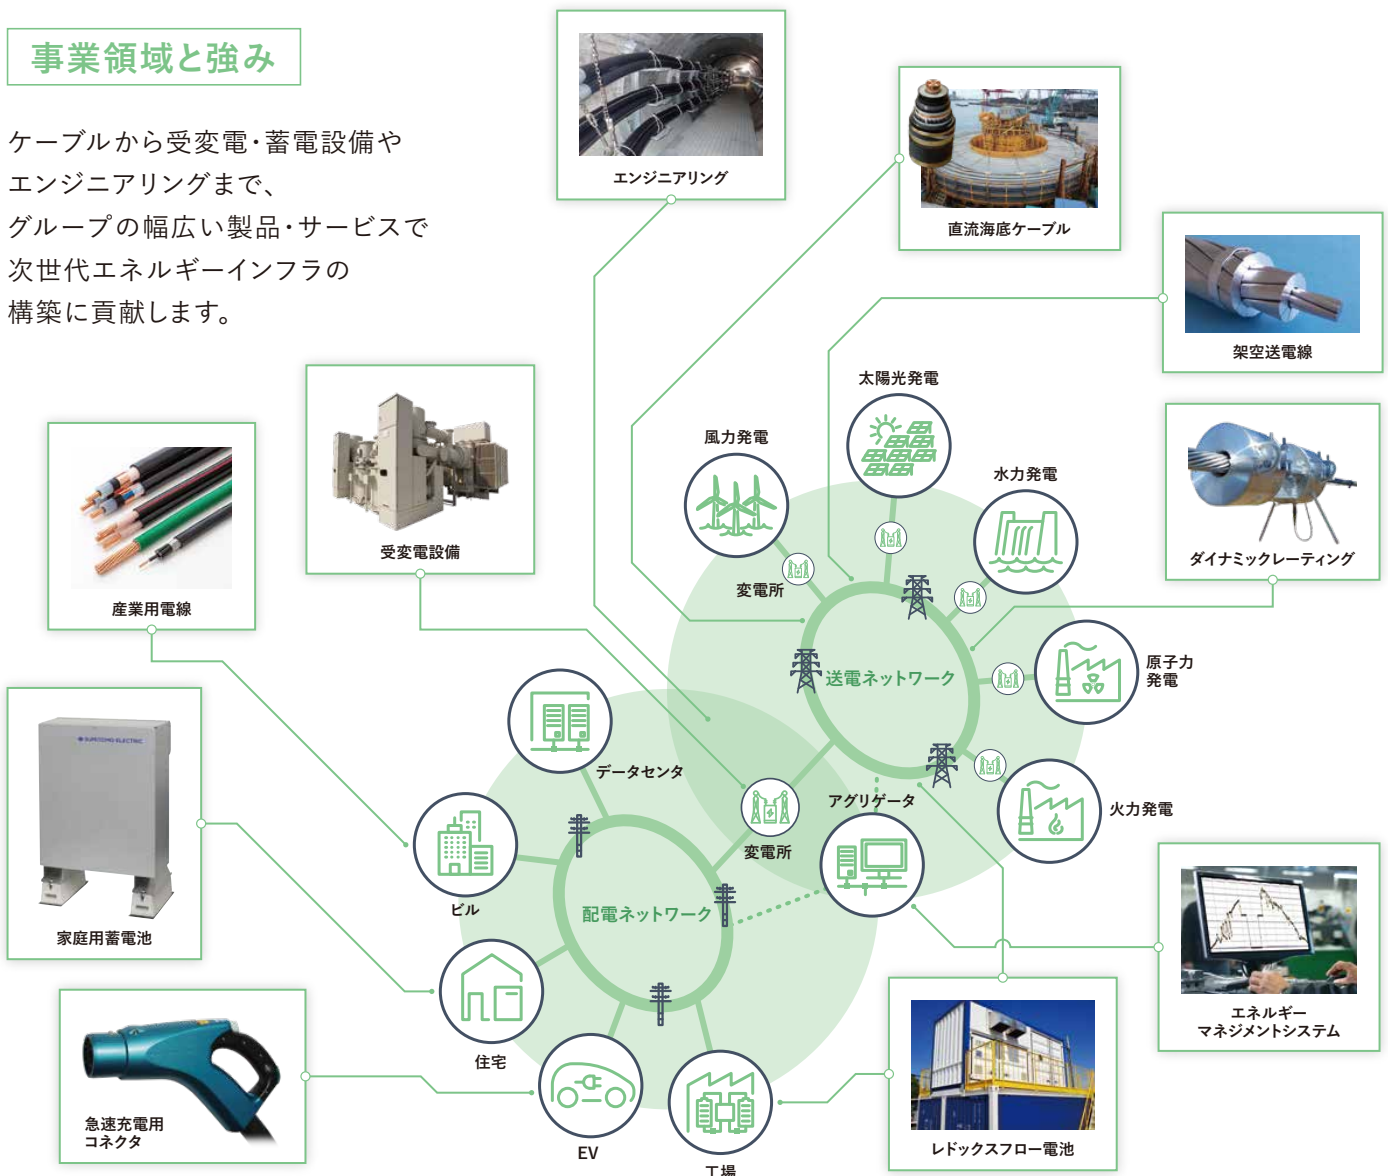 事業領域と強み
ケーブルから受変電・蓄電設備や
エンジニアリングまで、
グループの幅広い製品・サービスで
次世代エネルギーインフラの
構築に貢献します。
エンジニアリング
直流海底ケーブル
架空送電線
ダイナミックレーティング
受変電設備
産業用電線
SUMITOMO ELECTRIC
家庭用蓄電池
急速充電用
コネクタ
太陽光発電
風力発電
水力発電
変電所
原子力
発電
送電ネットワーク
火力発電
データセンタ
アグリゲータ
変電所
ビル
配電ネットワーク
住宅
EV
工場
エネルギー
マネジメントシステム
レドックスフロー電池